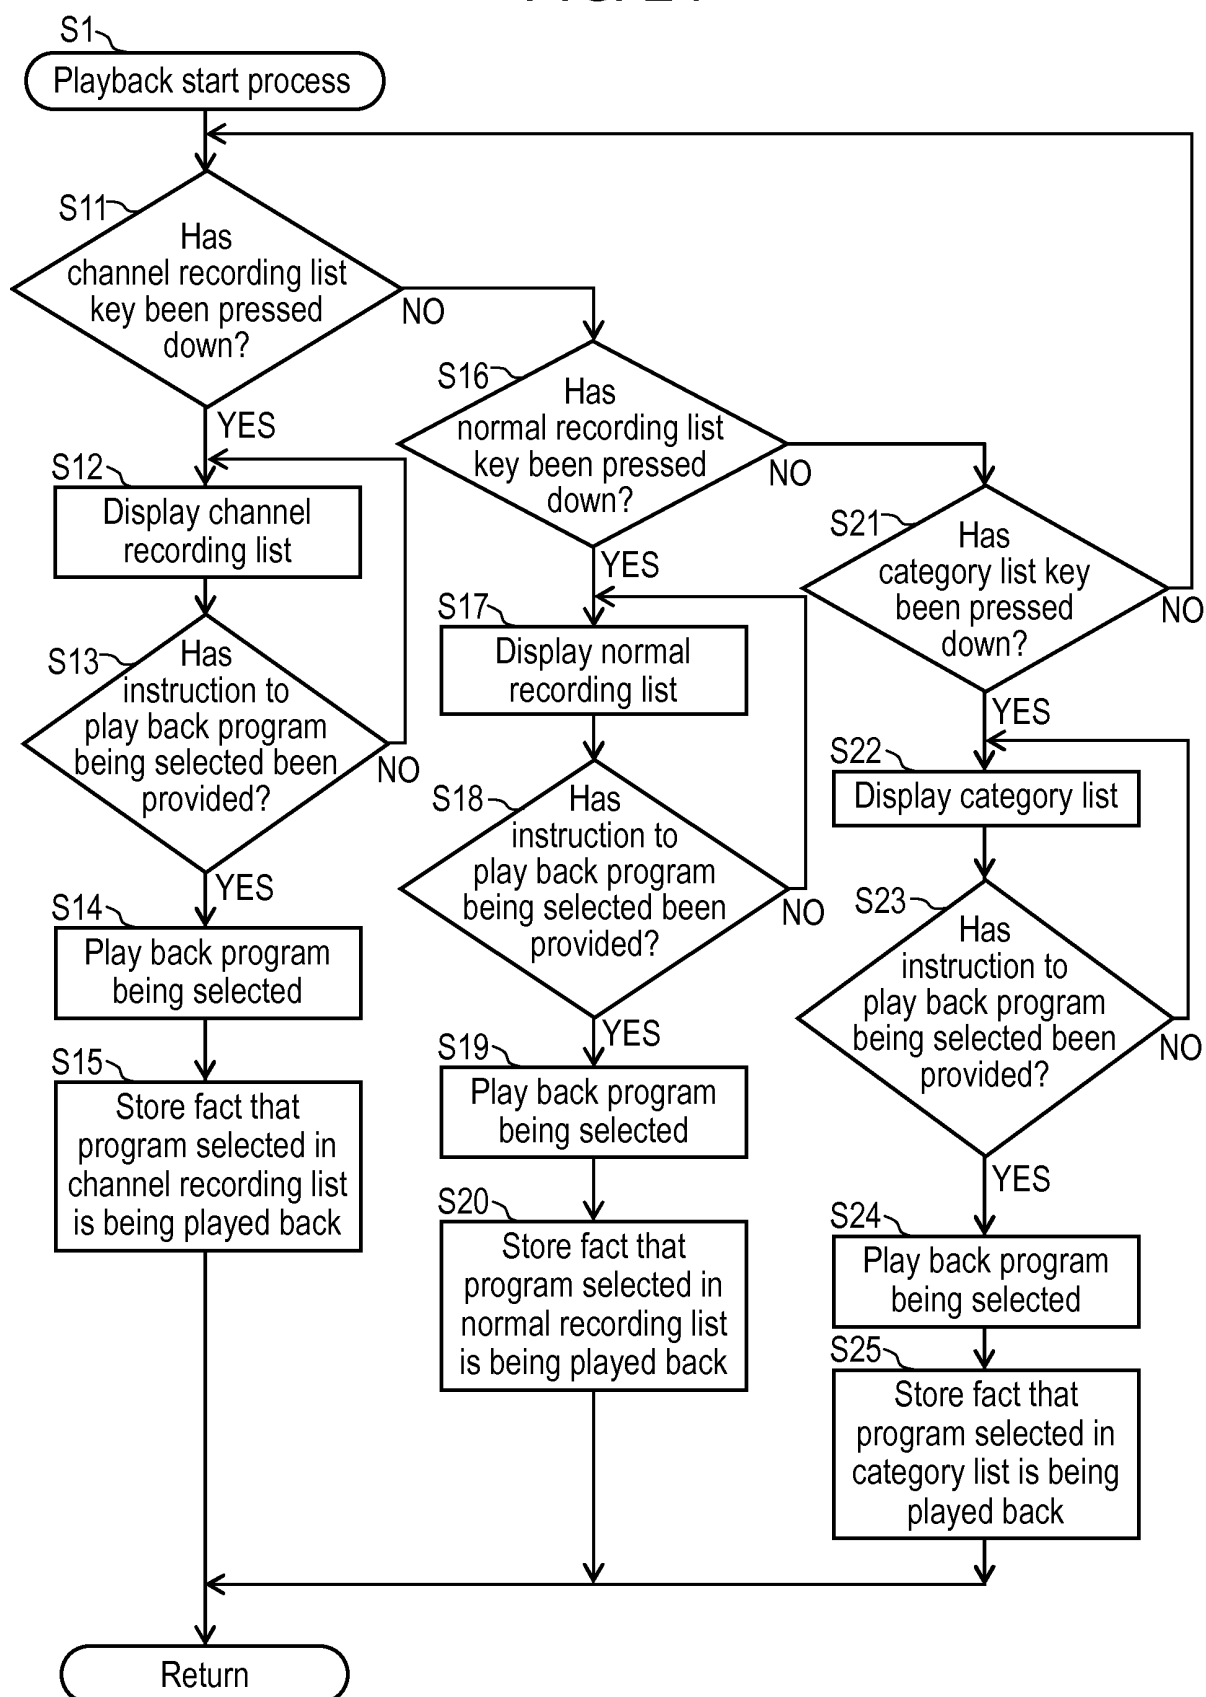 S1
Playback start process
S11
Has
channel recording list
key been pressed
down?
NO
YES
S12
Display channel
recording list
S13
Has
instruction to
play back program
being selected been
provided?
NO
YES
S14
Play back program
being selected
S15
Store fact that
program selected in
channel recording list
is being played back
S16
Has
normal recording list
key been pressed
down?
NO
YES
S17
Display normal
recording list
S18
Has
instruction to
play back program
being selected been
provided?
NO
YES
S19
Play back program
being selected
S20
Store fact that
program selected in
normal recording list
is being played back
S21
Has
category list key
been pressed
down?
NO
YES
S22
Display category list
S23
Has
instruction to
play back program
being selected been
provided?
NO
YES
S24
Play back program
being selected
S25
Store fact that
program selected in
category list is being
played back
Return